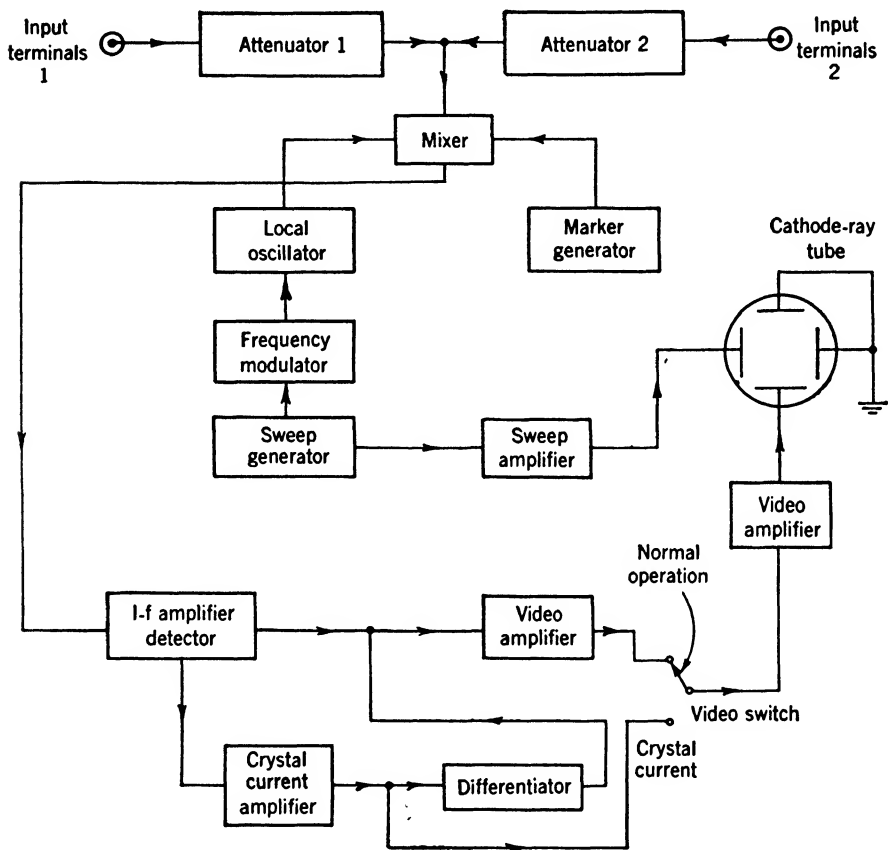 Input
terminals
1
Attenuator 1
Attenuator 2
Input
terminals
2
Mixer
Local
oscillator
Marker
generator
Cathode-ray
tube
Frequency
modulator
Sweep
generator
Sweep
amplifier
Video
amplifier
Normal
operation
I-f amplifier
detector
Video
amplifier
Video switch
Crystal
current
Crystal
current
amplifier
Differentiator